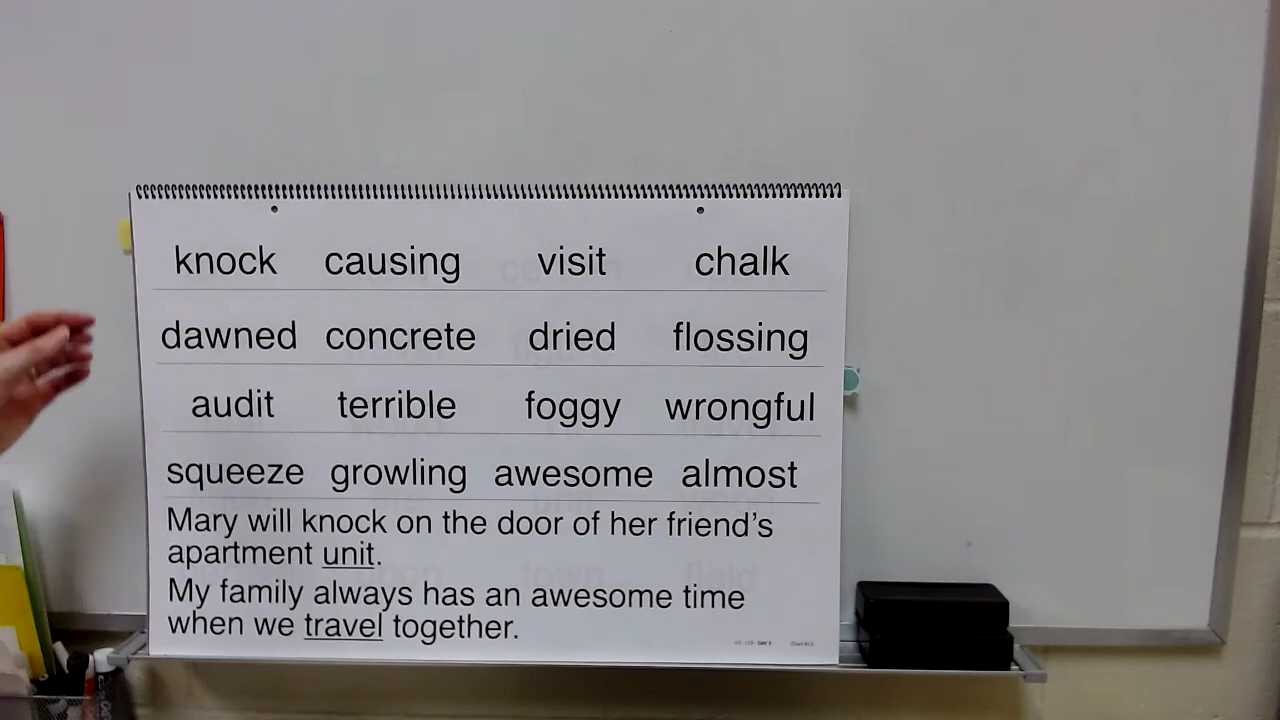 knock causing visit chalk
dawned concrete dried flossing
audit terrible foggy wrongful
squeeze growling awesome almost
Mary will knock on the door of her friend's
apartment unit.
My family always has an awesome time
when we travel together.